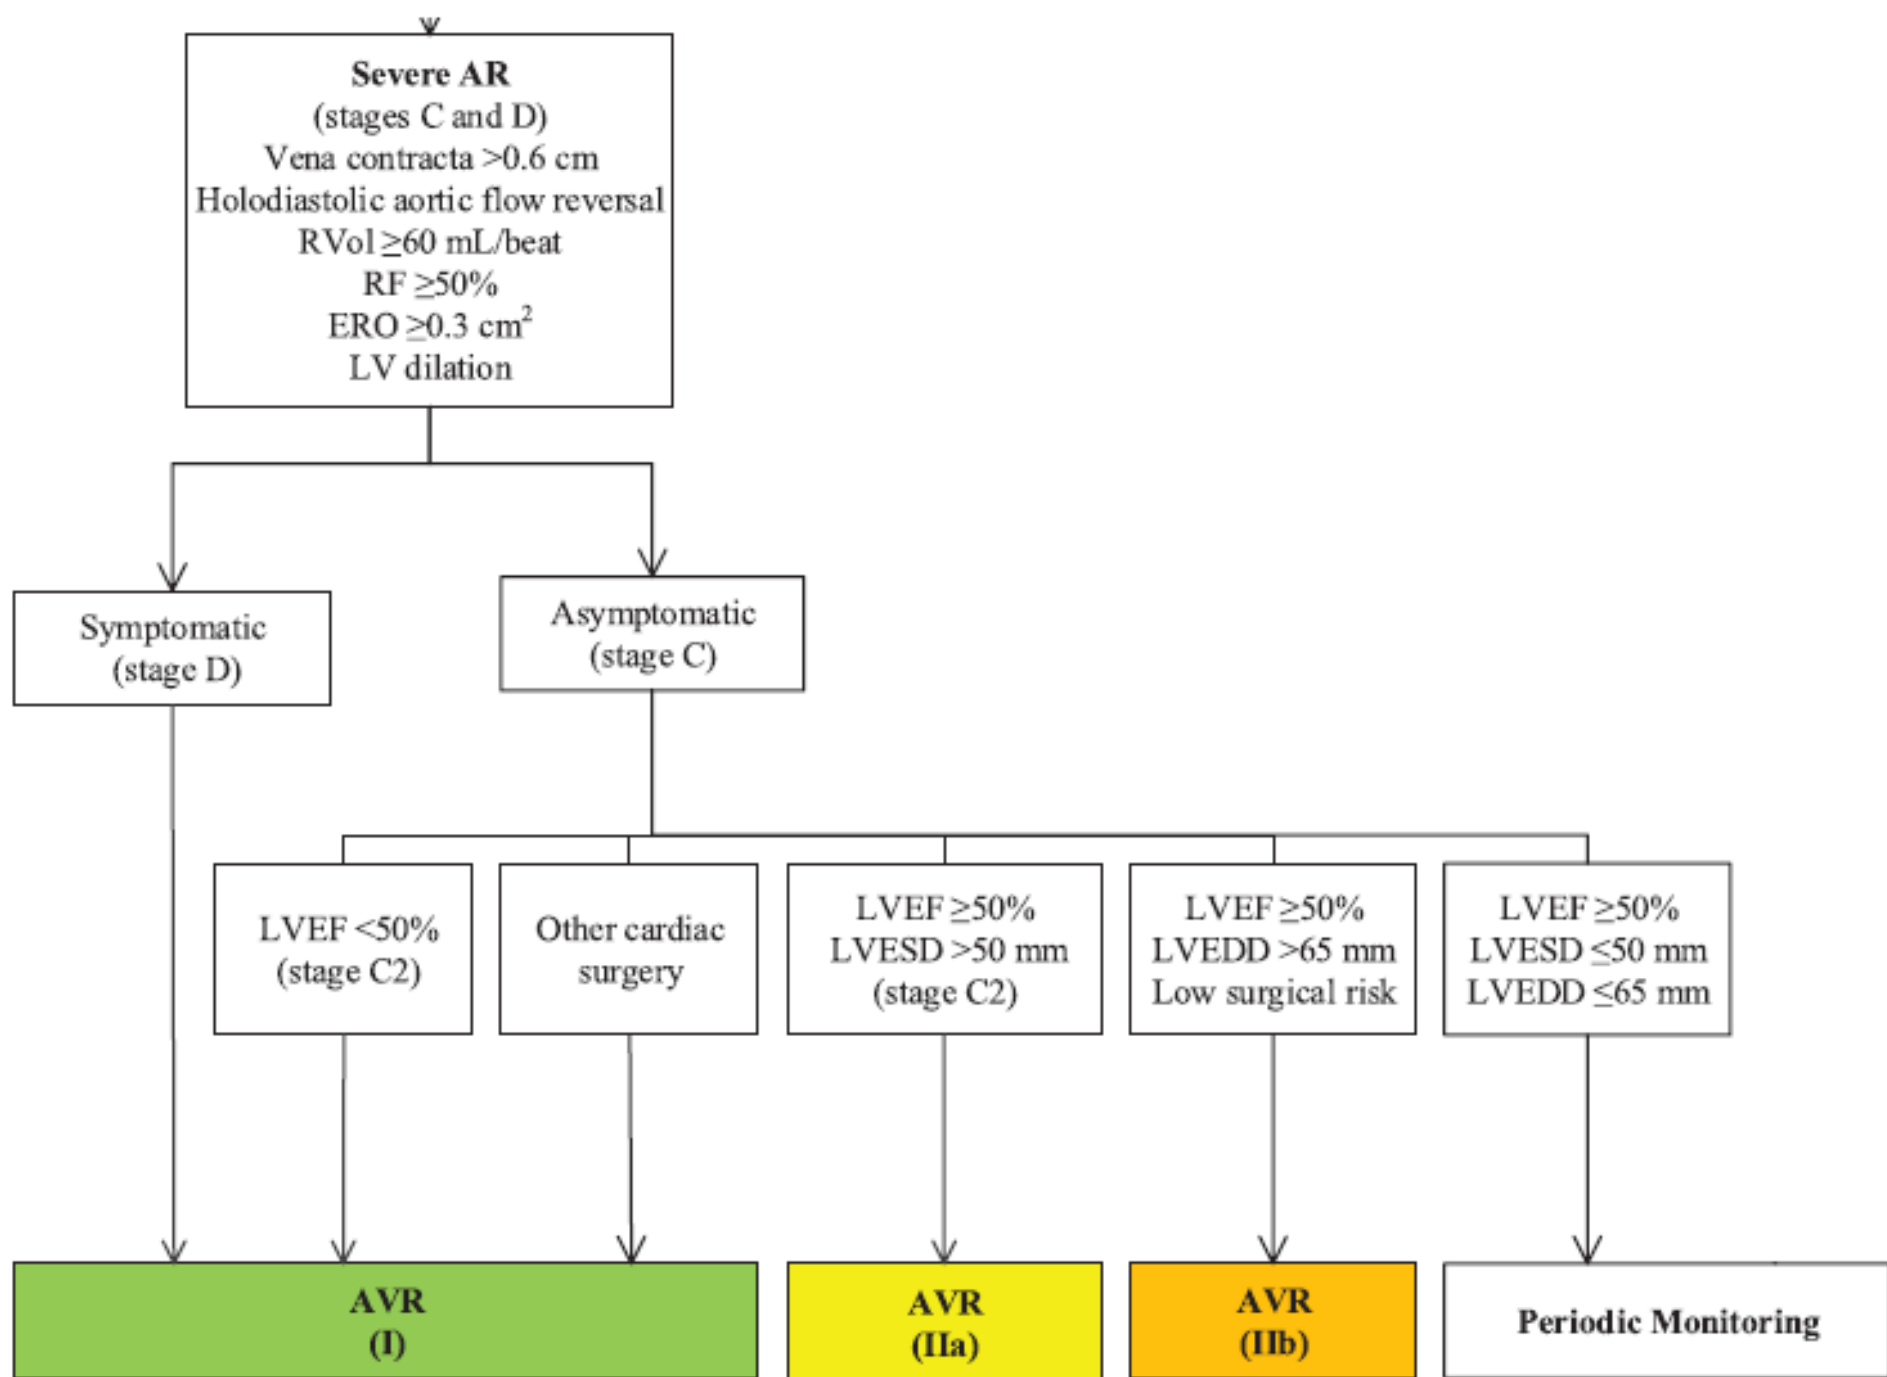 Severe AR
(stages C and D)
Vena contracta >0.6 cm
Holodiastolic aortic flow reversal
RVol ≥60 mL/beat
RF ≥50%
ERO ≥0.3 cm²
LV dilation
Symptomatic
(stage D)
Asymptomatic
(stage C)
LVEF <50%
(stage C2)
Other cardiac
surgery
LVEF ≥50%
LVESD >50 mm
(stage C2)
LVEF ≥50%
LVEDD >65 mm
Low surgical risk
LVEF ≥50%
LVESD ≤50 mm
LVEDD ≤65 mm
AVR
(I)
AVR
(IIa)
AVR
(IIb)
Periodic Monitoring